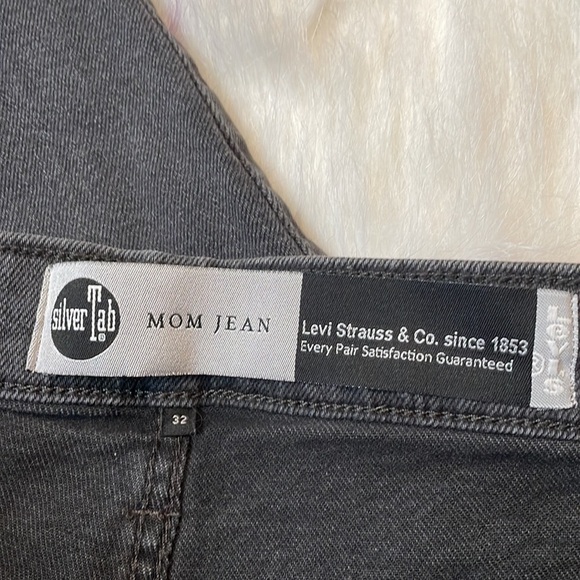 silver Tab®
MOM JEAN
Levi Strauss & Co. since 1853
Every Pair Satisfaction Guaranteed
LEVI'S®
32